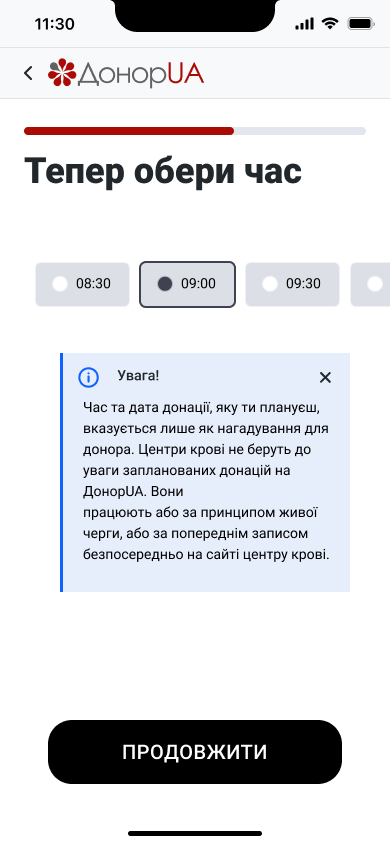 11:30
ДонорUA
Тепер обери час
08:30
09:00
09:30
Увага!
Час та дата донації, яку ти плануєш,
вказується лише як нагадування для
донора. Центри крові не беруть до
уваги запланованих донацій на
ДонорUA. Вони
працюють або за принципом живої
черги, або за попереднім записом
безпосередньо на сайті центру крові.
ПРОДОВЖИТИ